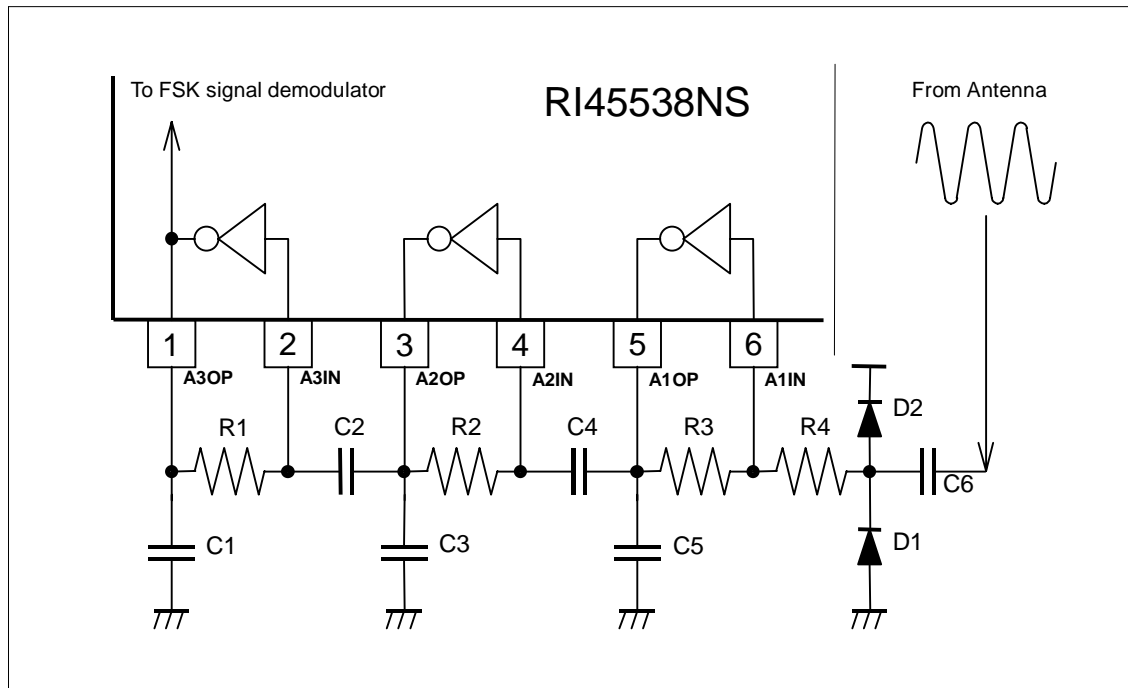 To FSK signal demodulator
RI45538NS
From Antenna
1 2 3 4 5 6
A3OP A3IN A2OP A2IN A1OP A1IN
D2
R1 C2 R2 C4 R3 R4
C6
C1 C3 C5 D1